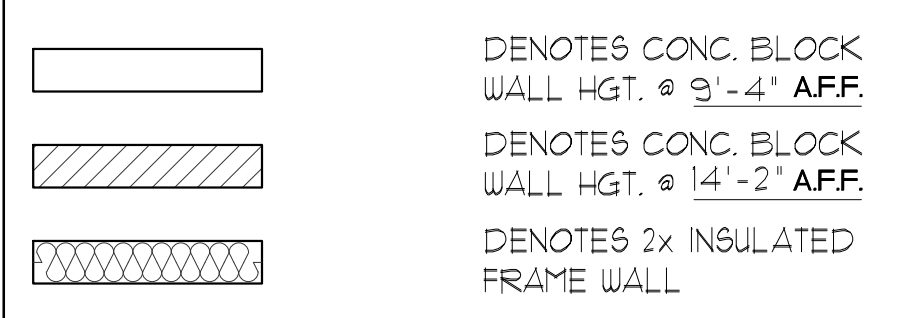 DENOTES CONC. BLOCK
WALL HGT. @ 9'-4" A.F.F.
DENOTES CONC. BLOCK
WALL HGT. @ 14'-2" A.F.F.
DENOTES 2x INSULATED
FRAME WALL